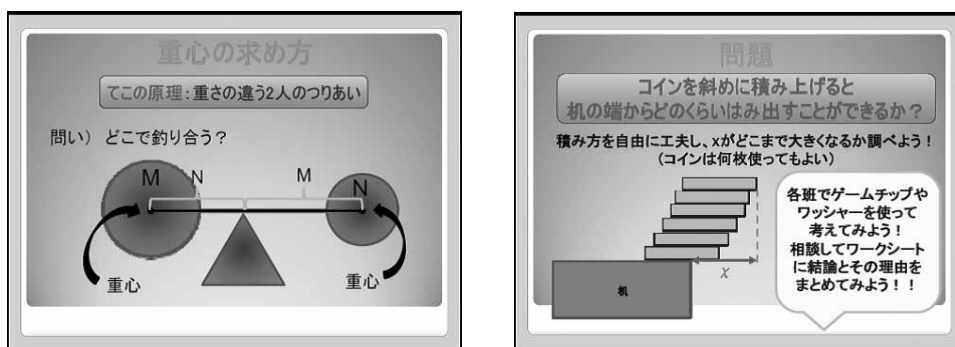 重心の求め方
てこの原理：重さの違う2人のつりあい
問い） どこで釣り合う？
M
N
M
N
重心
重心
問題
コインを斜めに積み上げると
机の端からどのくらいはみ出すことができるか？
積み方を自由に工夫し、xがどこまで大きくなるか調べよう！
（コインは何枚使ってもよい）
x
机
各班でゲームチップや
ワッシャーを使って
考えてみよう！
相談してワークシート
に結論とその理由を
まとめてみよう！！